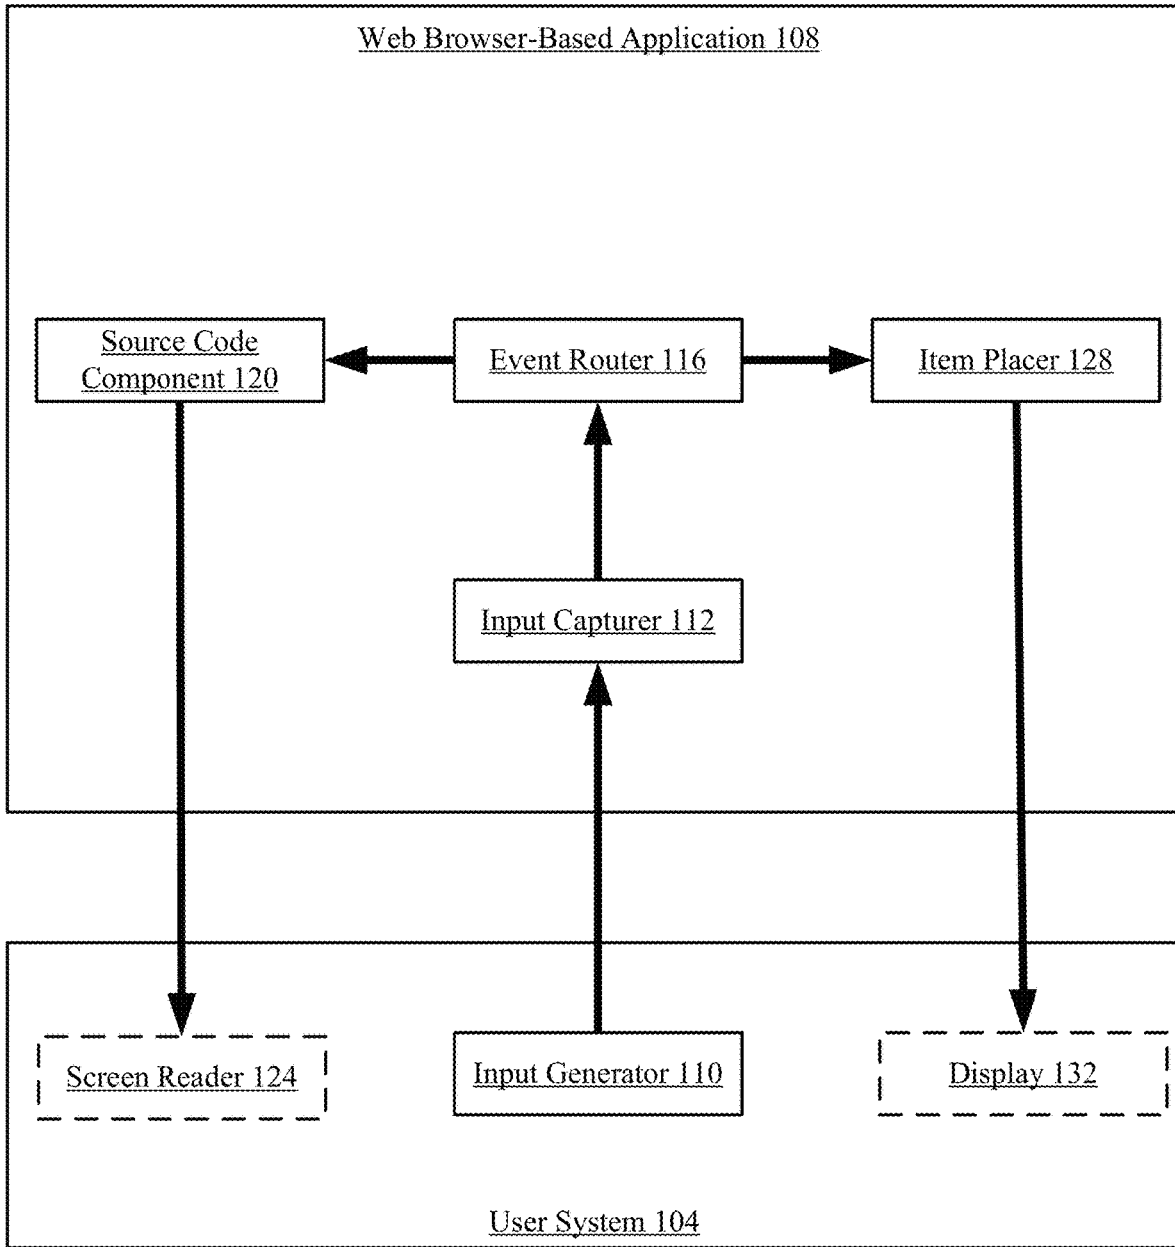 Web Browser-Based Application 108
Source Code
Component 120
Event Router 116
Item Placer 128
Input Capturer 112
Screen Reader 124
Input Generator 110
Display 132
User System 104